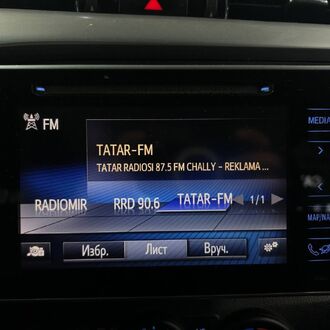 FM
TATAR-FM
TATAR RADIOSI 87.5 FM CHALLY – REKLAMA ...
RADIOMIR RRD 90.6 TATAR-FM 1/1
Избр. Лист Вруч.
MEDIA
MAP/NA